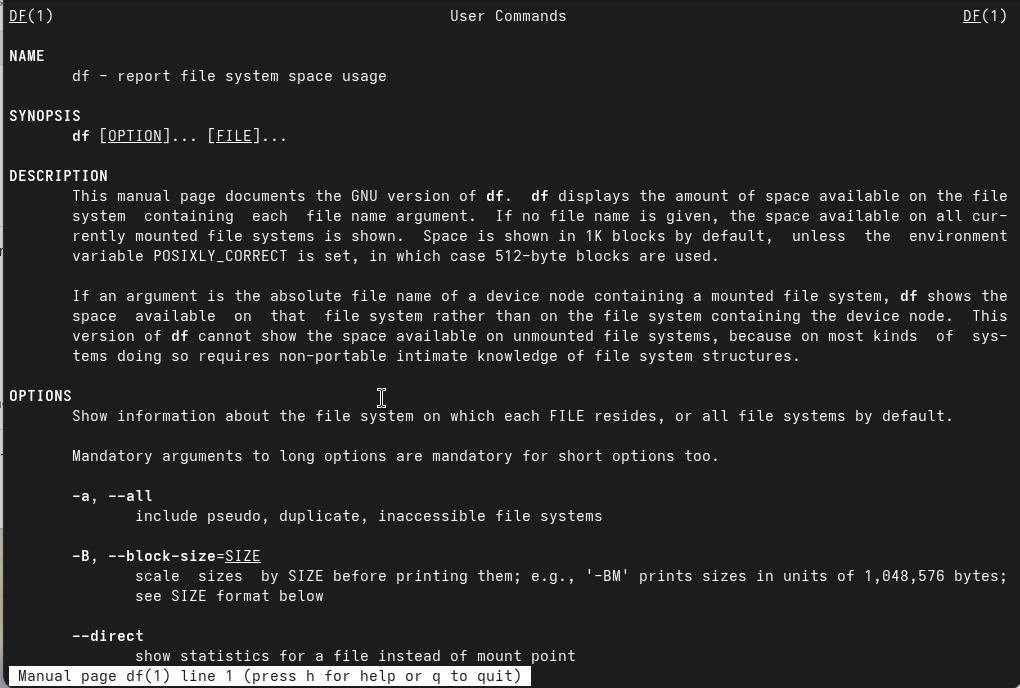 DF(1) User Commands DF(1)
NAME
df - report file system space usage
SYNOPSIS
df [OPTION]... [FILE]...
DESCRIPTION
This manual page documents the GNU version of df. df displays the amount of space available on the file
system containing each file name argument. If no file name is given, the space available on all cur-
rently mounted file systems is shown. Space is shown in 1K blocks by default, unless the environment
variable POSIXLY_CORRECT is set, in which case 512-byte blocks are used.
If an argument is the absolute file name of a device node containing a mounted file system, df shows the
space available on that file system rather than on the file system containing the device node. This
version of df cannot show the space available on unmounted file systems, because on most kinds of sys-
tems doing so requires non-portable intimate knowledge of file system structures.
OPTIONS
Show information about the file system on which each FILE resides, or all file systems by default.
Mandatory arguments to long options are mandatory for short options too.
-a, --all
include pseudo, duplicate, inaccessible file systems
-B, --block-size=SIZE
scale sizes by SIZE before printing them; e.g., '-BM' prints sizes in units of 1,048,576 bytes;
see SIZE format below
--direct
show statistics for a file instead of mount point
Manual page df(1) line 1 (press h for help or q to quit)